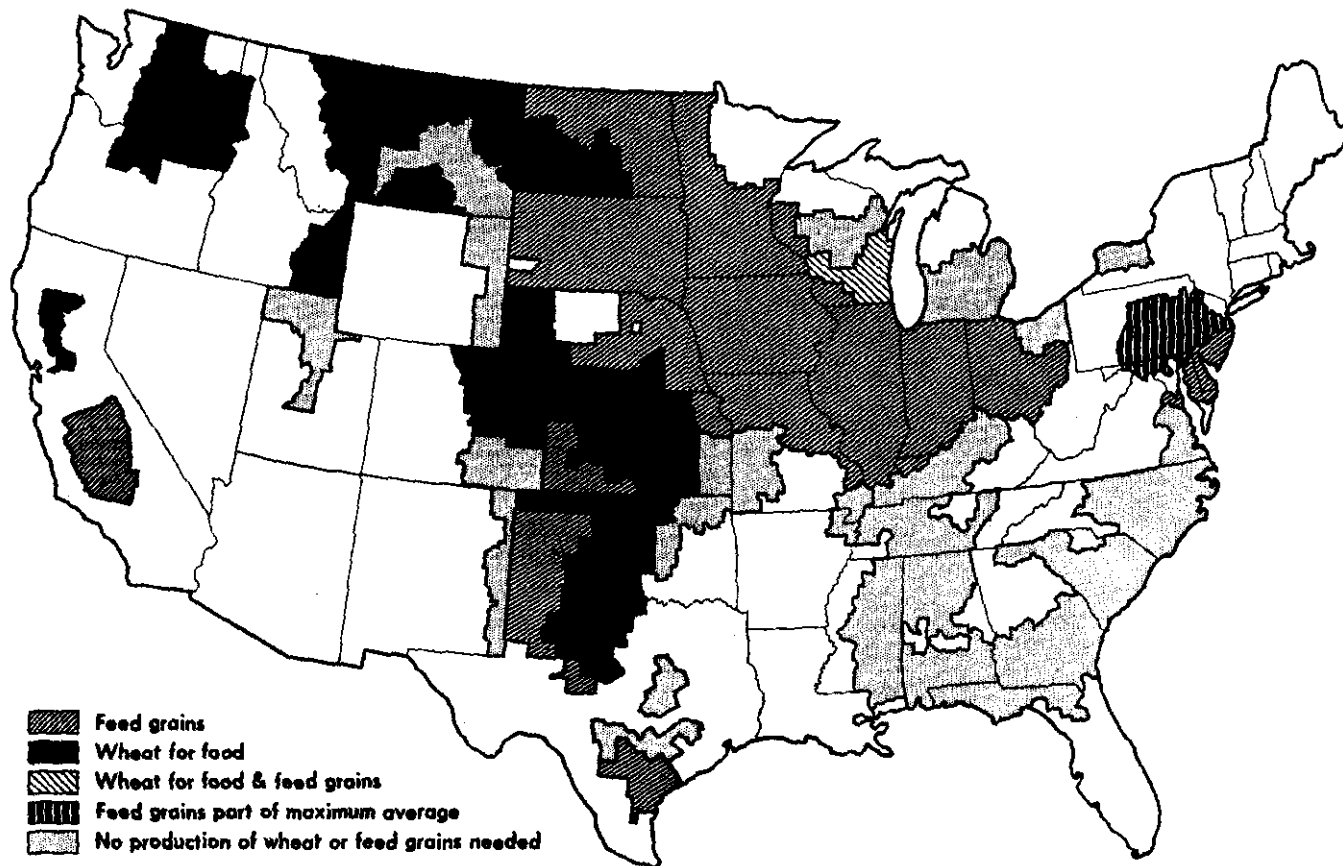 Feed grains
Wheat for food
Wheat for food & feed grains
Feed grains part of maximum average
No production of wheat or feed grains needed